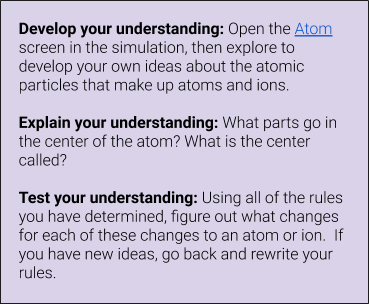 Develop your understanding: Open the Atom
screen in the simulation, then explore to
develop your own ideas about the atomic
particles that make up atoms and ions.
Explain your understanding: What parts go in
the center of the atom? What is the center
called?
Test your understanding: Using all of the rules
you have determined, figure out what changes
for each of these changes to an atom or ion.  If
you have new ideas, go back and rewrite your
rules.